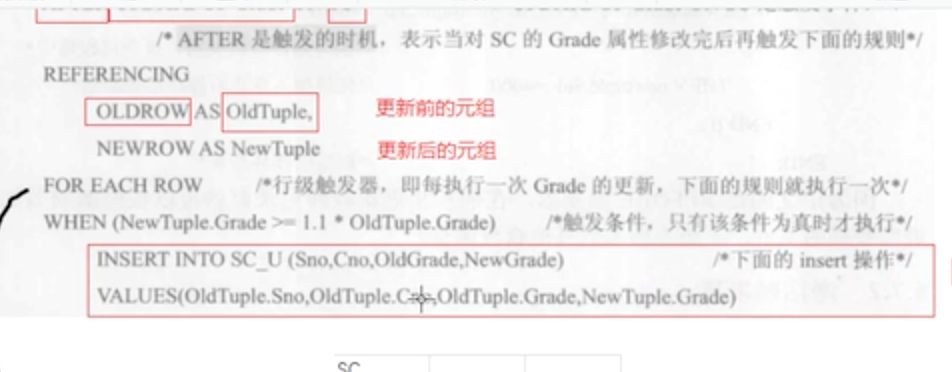 /* AFTER 是触发的时机，表示当对 SC 的 Grade 属性修改完后再触发下面的规则*/
REFERENCING
OLDROW AS OldTuple, 更新前的元组
NEWROW AS NewTuple 更新后的元组
FOR EACH ROW /*行级触发器，即每执行一次 Grade 的更新，下面的规则就执行一次*/
WHEN (NewTuple.Grade >= 1.1 * OldTuple.Grade) /*触发条件，只有该条件为真时才执行*/
INSERT INTO SC_U (Sno,Cno,OldGrade,NewGrade) /*下面的 insert 操作*/
VALUES(OldTuple.Sno,OldTuple.Cno,OldTuple.Grade,NewTuple.Grade)
SC